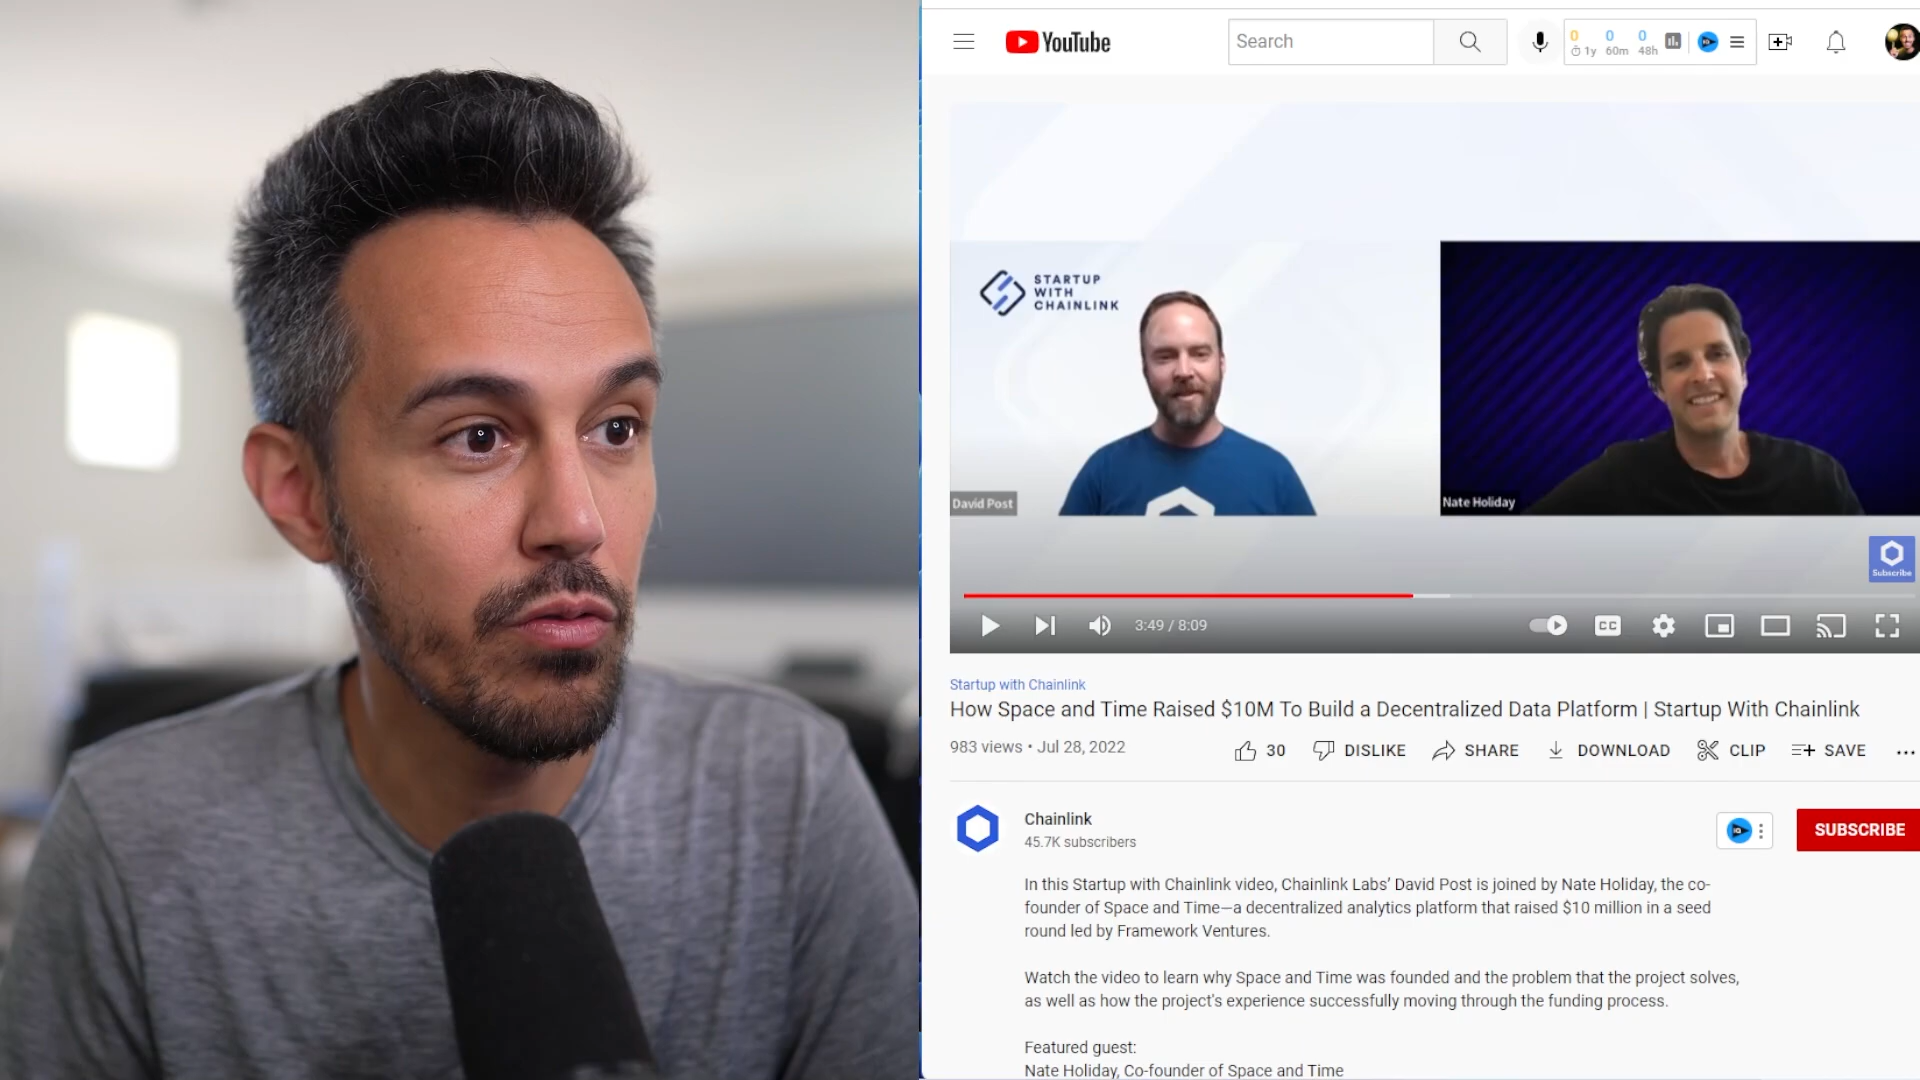 YouTube
Search
0 0 0
1y 60m 48h
STARTUP
WITH
CHAINLINK
David Post
Nate Holiday
Subscribe
3:49 / 8:09
CC
Startup with Chainlink
How Space and Time Raised $10M To Build a Decentralized Data Platform | Startup With Chainlink
983 views • Jul 28, 2022
30 DISLIKE SHARE DOWNLOAD CLIP SAVE
Chainlink
45.7K subscribers
IQ
SUBSCRIBE
In this Startup with Chainlink video, Chainlink Labs’ David Post is joined by Nate Holiday, the co-
founder of Space and Time—a decentralized analytics platform that raised $10 million in a seed
round led by Framework Ventures.
Watch the video to learn why Space and Time was founded and the problem that the project solves,
as well as how the project's experience successfully moving through the funding process.
Featured guest:
Nate Holiday, Co-founder of Space and Time